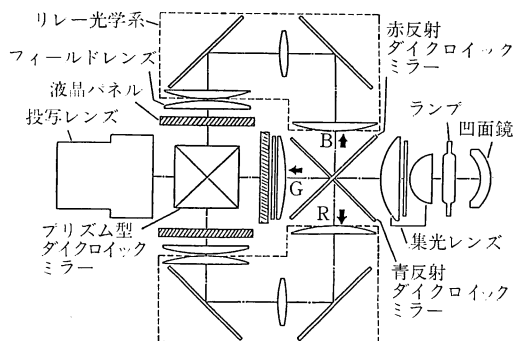 リレー光学系
フィールドレンズ
液晶パネル
投写レンズ
赤反射
ダイクロイック
ミラー
ランプ
凹面鏡
B
G
R
プリズム型
ダイクロイック
ミラー
集光レンズ
青反射
ダイクロイック
ミラー